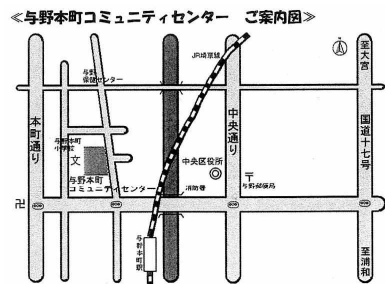 ≪与野本町コミュニティセンター　ご案内図≫
JR埼京線
至大宮
与野
保健センター
本町通り
中央通り
国道十七号
与野本町
小学校
文
与野本町
コミュニティセンター
中央区役所
〒
与野郵便局
消防署
卍
与野本町駅
至浦和